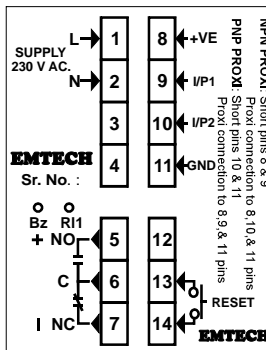 L 1 8 +VE
SUPPLY
230 V AC.
N 2 9 I/P1
3 10 I/P2
EMTECH 4 11 GND
Sr. No. :
Bz Rl1
+ NO 5 12
C 6 13
RESET
I NC 7 14
EMTECH
NPN PROXI: Short pins 8 & 9
Proxi connection to 8,10,& 11 pins
PNP PROXI: Short pins 10 & 11
Proxi connection to 8,9,& 11 pins